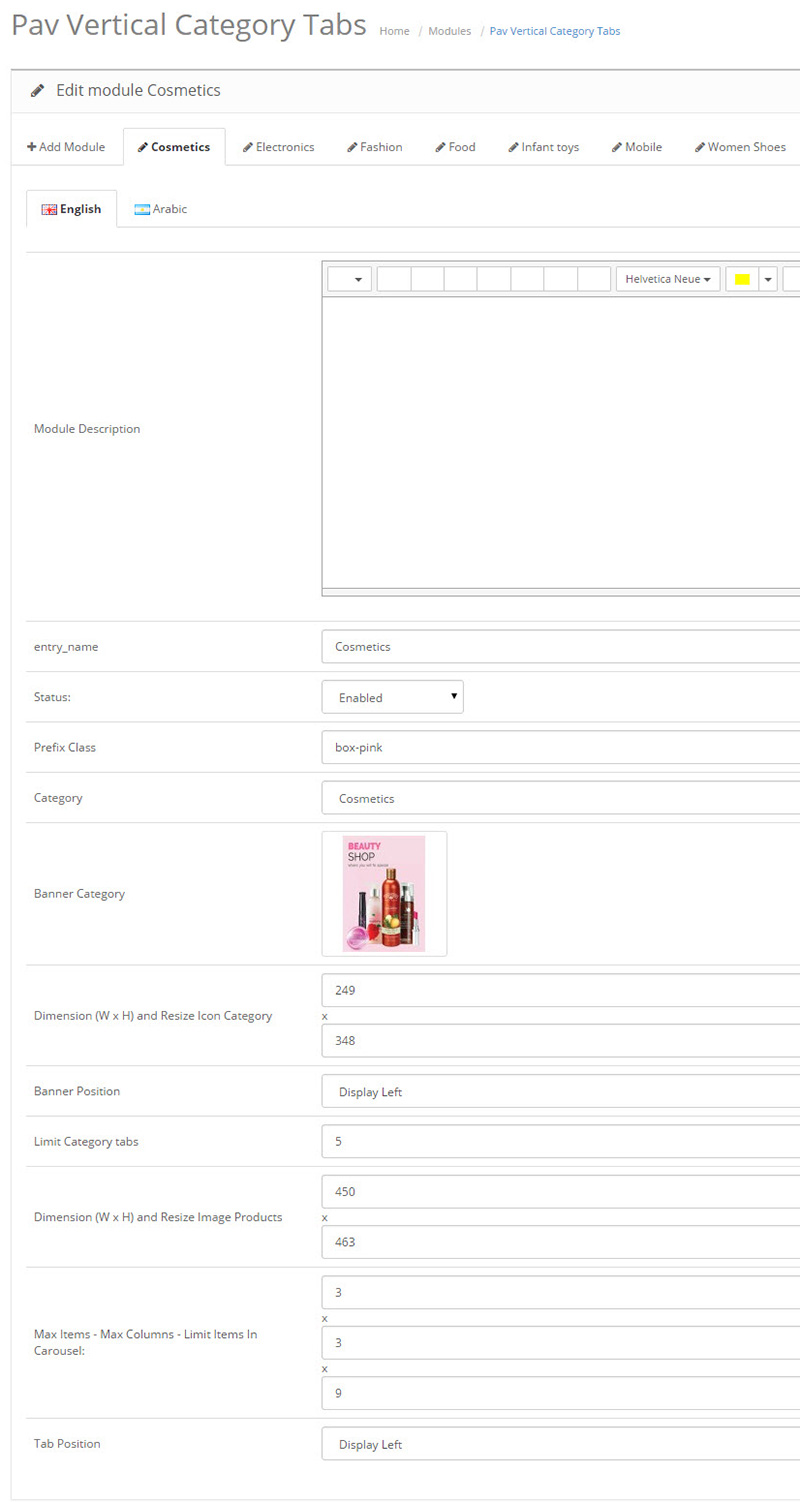 Pav Vertical Category Tabs Home / Modules / Pav Vertical Category Tabs
Edit module Cosmetics
Add Module Cosmetics Electronics Fashion Food Infant toys Mobile Women Shoes
English Arabic
Helvetica Neue
Module Description
entry_name Cosmetics
Status: Enabled
Prefix Class box-pink
Category Cosmetics
BEAUTY
SHOP
Banner Category
249
Dimension (W x H) and Resize Icon Category x
348
Banner Position Display Left
Limit Category tabs 5
450
Dimension (W x H) and Resize Image Products x
463
3
x
Max Items - Max Columns - Limit Items In
Carousel:
3
x
9
Tab Position Display Left